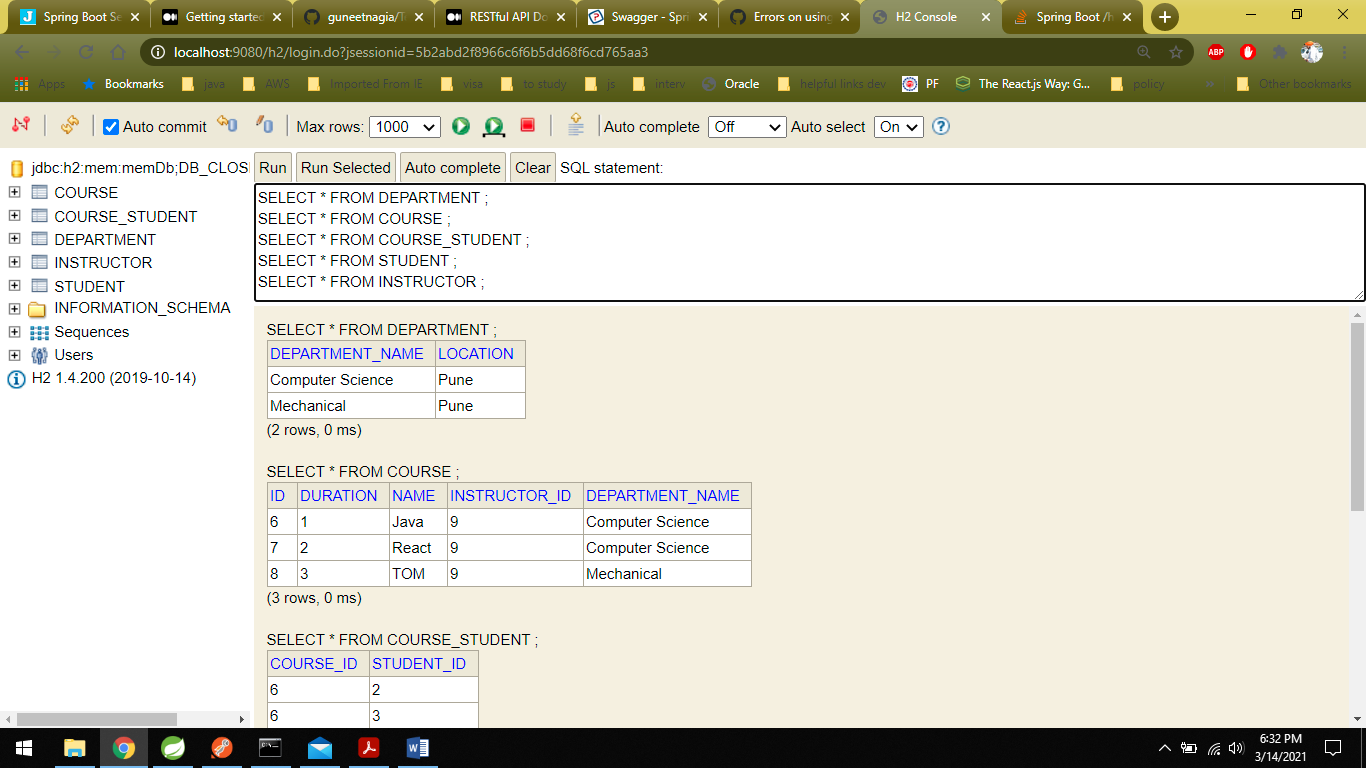 Spring Boot Se
Getting started
guneetnagia/Te
RESTful API Do
Swagger - Spri
Errors on using
H2 Console
Spring Boot /h
localhost:9080/h2/login.do?jsessionid=5b2abd2f8966c6f6b5dd68f6cd765aa3
ABP
Apps
Bookmarks
java
AWS
Imported From IE
visa
to study
js
interv
Oracle
helpful links dev
PF
The React.js Way: G...
policy
Other bookmarks
Auto commit
Max rows: 1000
Auto complete Off
Auto select On
jdbc:h2:mem:memDb;DB_CLOS
COURSE
COURSE_STUDENT
DEPARTMENT
INSTRUCTOR
STUDENT
INFORMATION_SCHEMA
Sequences
Users
H2 1.4.200 (2019-10-14)
Run Run Selected Auto complete Clear SQL statement:
SELECT * FROM DEPARTMENT ;
SELECT * FROM COURSE ;
SELECT * FROM COURSE_STUDENT ;
SELECT * FROM STUDENT ;
SELECT * FROM INSTRUCTOR ;
SELECT * FROM DEPARTMENT ;
DEPARTMENT_NAME LOCATION
Computer Science Pune
Mechanical Pune
(2 rows, 0 ms)
SELECT * FROM COURSE ;
ID DURATION NAME INSTRUCTOR_ID DEPARTMENT_NAME
6 1 Java 9 Computer Science
7 2 React 9 Computer Science
8 3 TOM 9 Mechanical
(3 rows, 0 ms)
SELECT * FROM COURSE_STUDENT ;
COURSE_ID STUDENT_ID
6 2
6 3
6:32 PM
3/14/2021